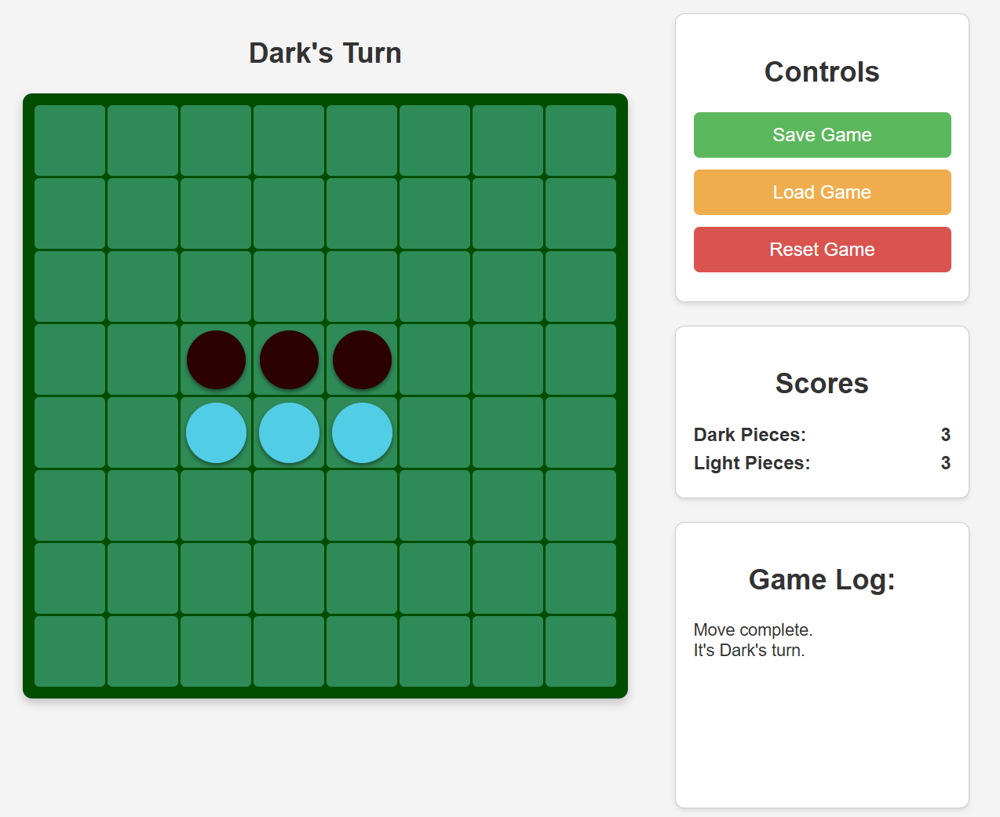 Dark's Turn
Controls
Save Game
Load Game
Reset Game
Scores
Dark Pieces: 3
Light Pieces: 3
Game Log:
Move complete.
It's Dark's turn.